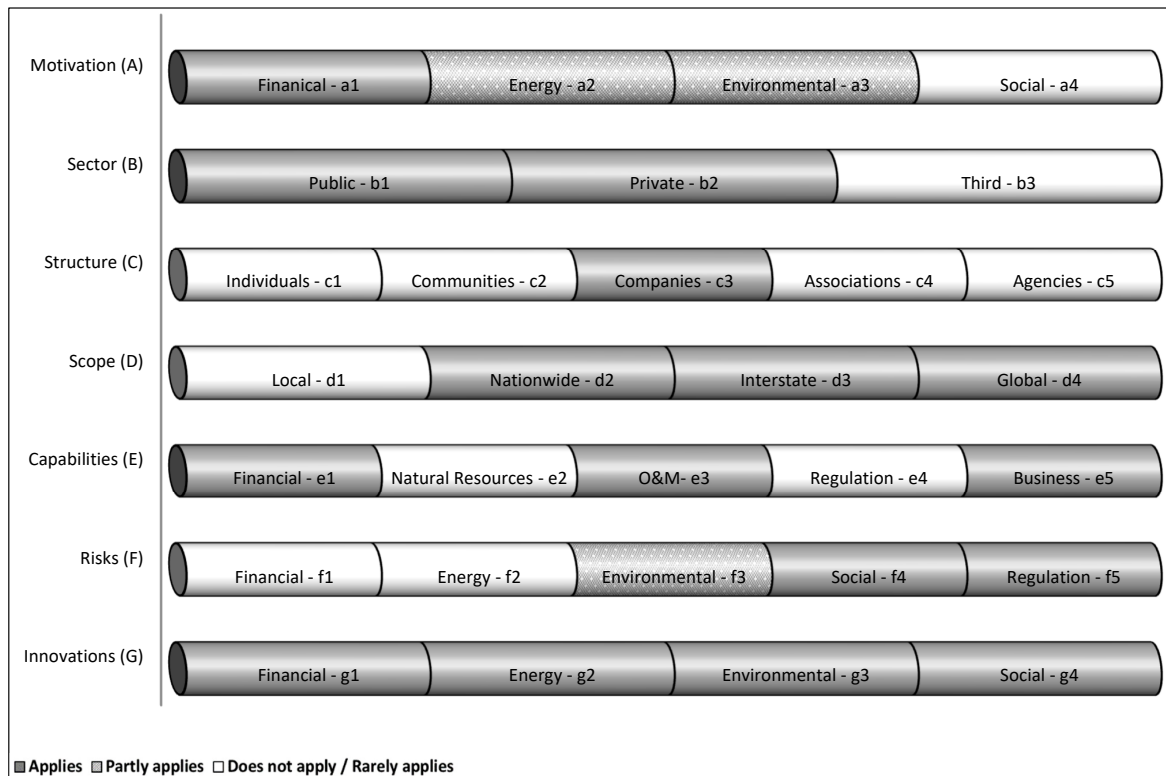 Motivation (A)
Finanical - a1 Energy - a2 Environmental - a3 Social - a4
Sector (B)
Public - b1 Private - b2 Third - b3
Structure (C)
Individuals - c1 Communities - c2 Companies - c3 Associations - c4 Agencies - c5
Scope (D)
Local - d1 Nationwide - d2 Interstate - d3 Global - d4
Capabilities (E)
Financial - e1 Natural Resources - e2 O&M- e3 Regulation - e4 Business - e5
Risks (F)
Financial - f1 Energy - f2 Environmental - f3 Social - f4 Regulation - f5
Innovations (G)
Financial - g1 Energy - g2 Environmental - g3 Social - g4
Applies Partly applies Does not apply / Rarely applies